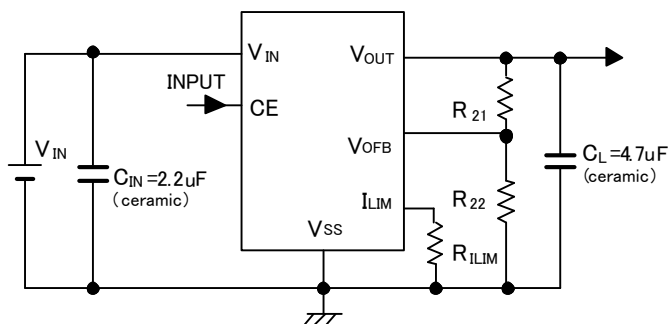 VIN
VOUT
INPUT
CE
R21
VIN
VOFB
CIN=2.2uF
(ceramic)
CL=4.7uF
(ceramic)
ILIM
R22
VSS
RILIM